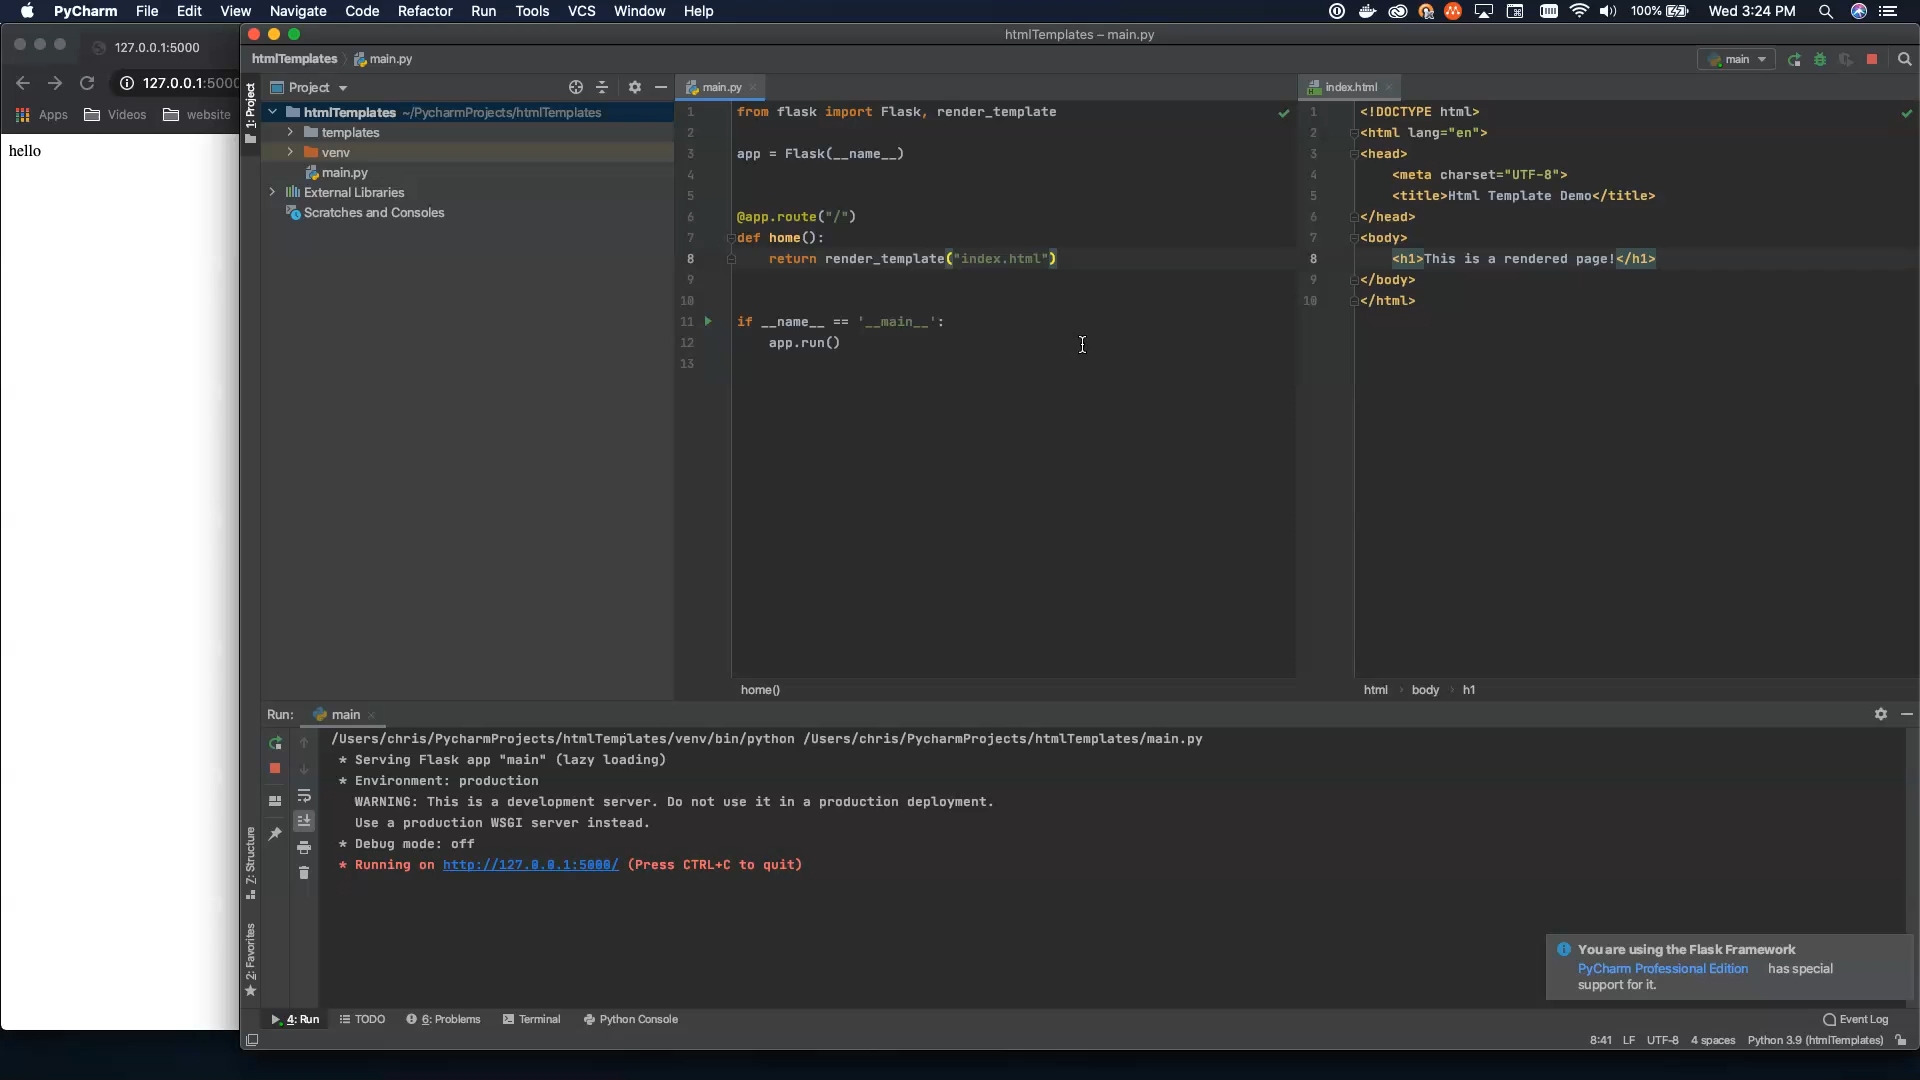 PyCharm File Edit View Navigate Code Refactor Run Tools VCS Window Help
100% Wed 3:24 PM
127.0.0.1:5000
127.0.0.1:5000
Apps Videos website
hello
htmlTemplates – main.py
htmlTemplates main.py
main
1: Project
Project
htmlTemplates ~/PycharmProjects/htmlTemplates
templates
venv
main.py
External Libraries
Scratches and Consoles
main.py
1 from flask import Flask, render_template
2
3 app = Flask(__name__)
4
5
6 @app.route("/")
7 def home():
8 return render_template("index.html")
9
10
11 if __name__ == '__main__':
12 app.run()
13
home()
index.html
1 <!DOCTYPE html>
2 <html lang="en">
3 <head>
4 <meta charset="UTF-8">
5 <title>Html Template Demo</title>
6 </head>
7 <body>
8 <h1>This is a rendered page!</h1>
9 </body>
10 </html>
html body h1
Run: main
/Users/chris/PycharmProjects/htmlTemplates/venv/bin/python /Users/chris/PycharmProjects/htmlTemplates/main.py
* Serving Flask app "main" (lazy loading)
* Environment: production
WARNING: This is a development server. Do not use it in a production deployment.
Use a production WSGI server instead.
* Debug mode: off
* Running on http://127.0.0.1:5000/ (Press CTRL+C to quit)
7: Structure
2: Favorites
You are using the Flask Framework
PyCharm Professional Edition has special
support for it.
4: Run TODO 6: Problems Terminal Python Console
Event Log
8:41 LF UTF-8 4 spaces Python 3.9 (htmlTemplates)